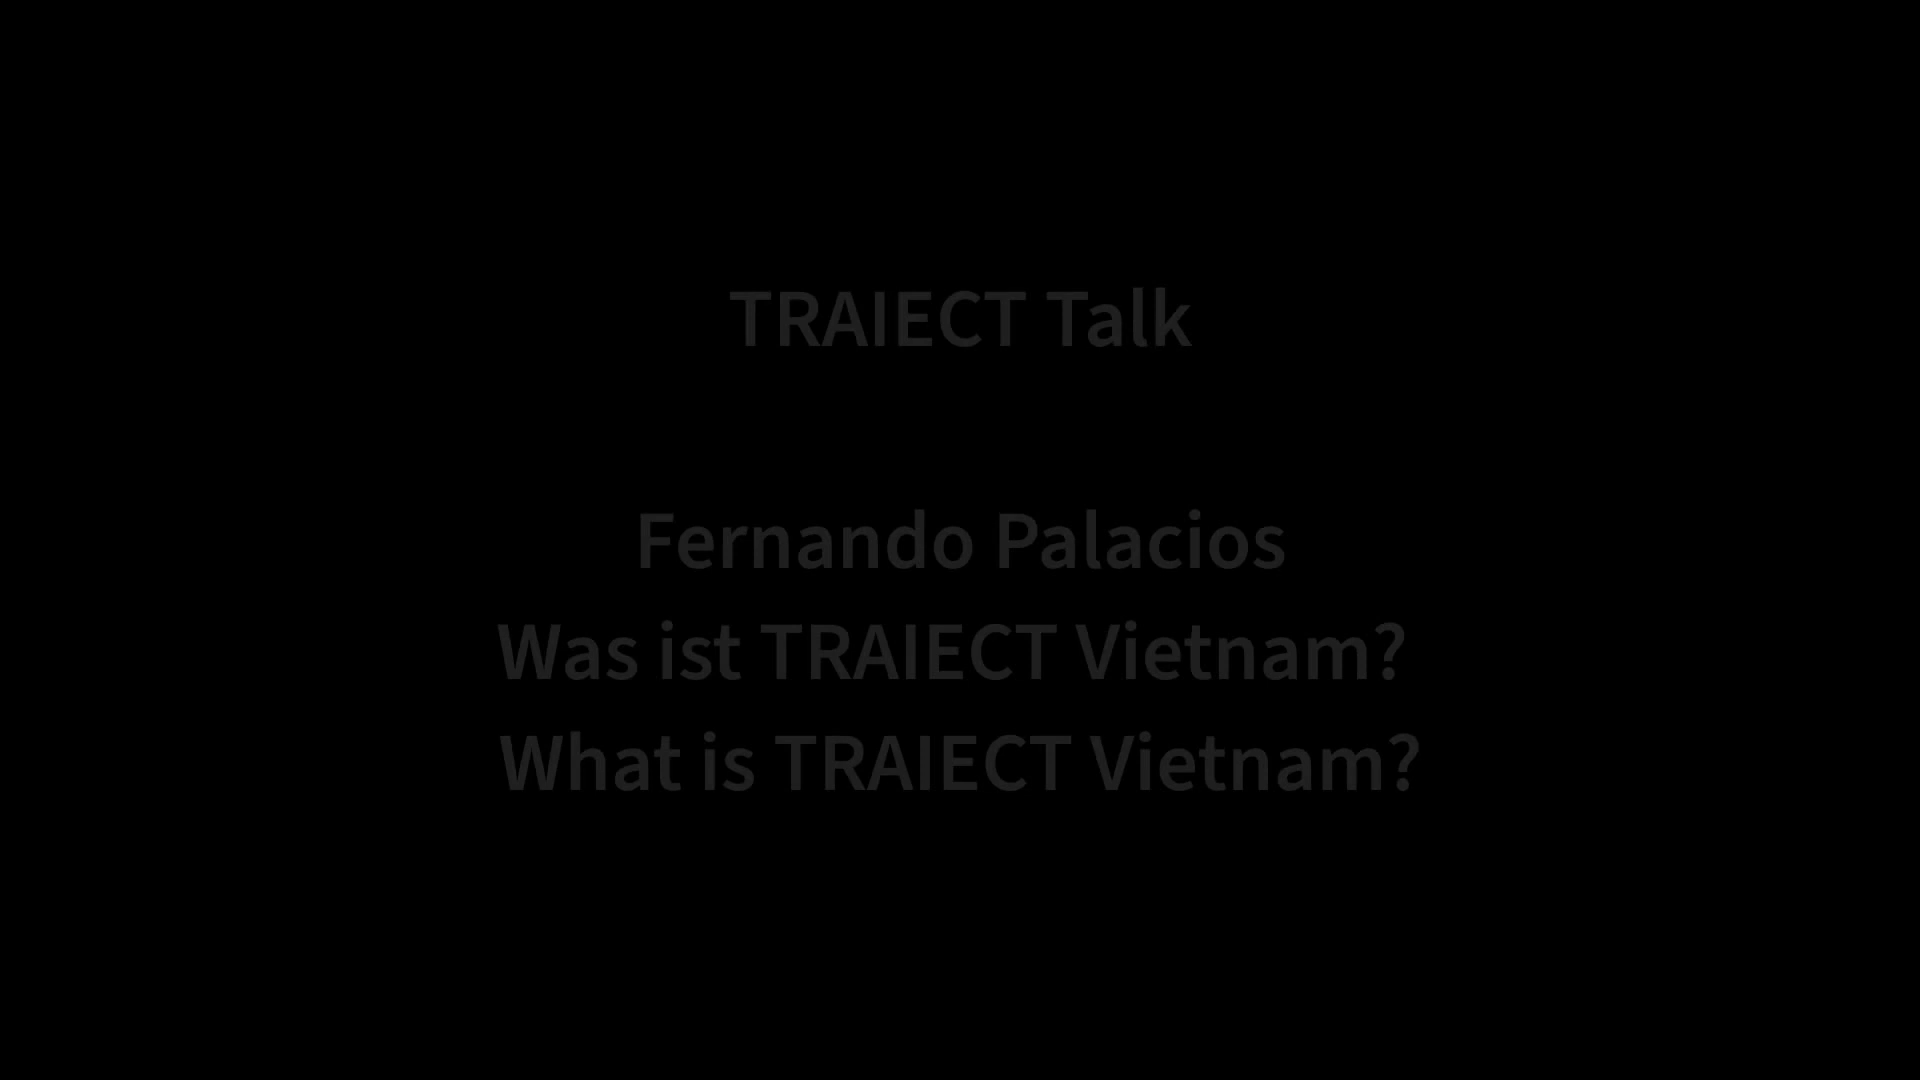 TRAIECT Talk
Fernando Palacios
Was ist TRAIECT Vietnam?
What is TRAIECT Vietnam?